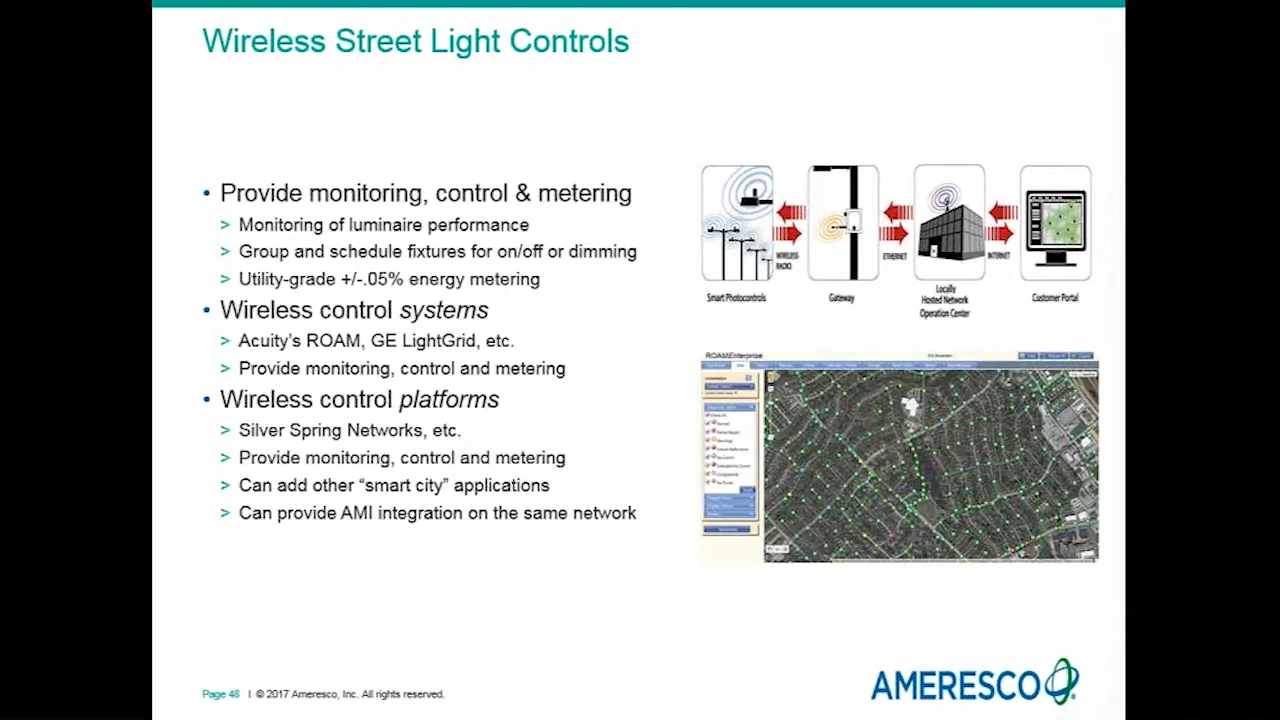 Wireless Street Light Controls
• Provide monitoring, control & metering
> Monitoring of luminaire performance
> Group and schedule fixtures for on/off or dimming
> Utility-grade +/-.05% energy metering
• Wireless control systems
> Acuity's ROAM, GE LightGrid, etc.
> Provide monitoring, control and metering
• Wireless control platforms
> Silver Spring Networks, etc.
> Provide monitoring, control and metering
> Can add other “smart city” applications
> Can provide AMI integration on the same network
WIRELESS
RADIO
ETHERNET
INTERNET
Smart Photocontrols
Gateway
Locally
Hosted Network
Operation Center
Customer Portal
ROAMEnterprise
Page 48 | © 2017 Ameresco, Inc. All rights reserved.
AMERESCO